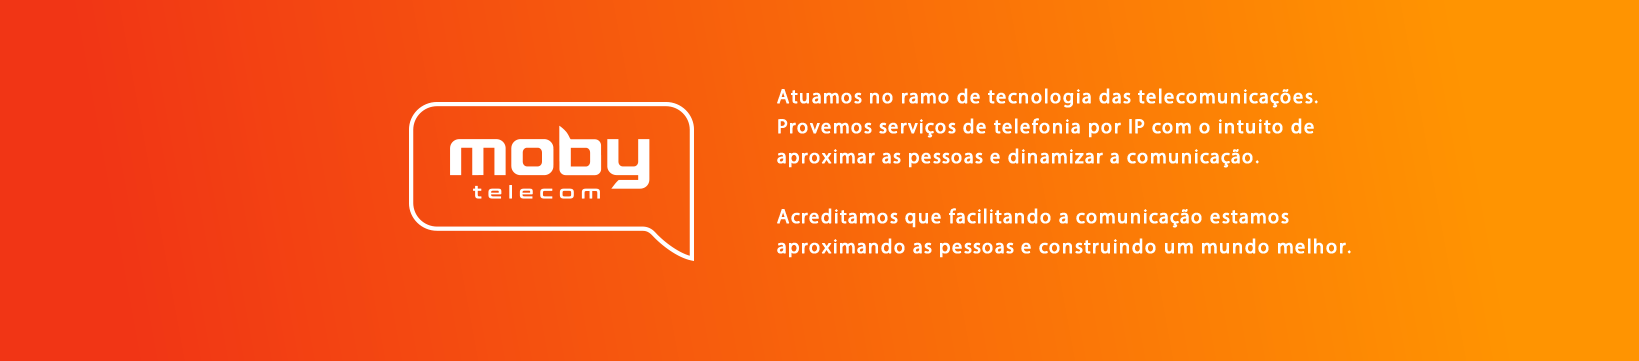 moby
telecom
Atuamos no ramo de tecnologia das telecomunicações.
Provemos serviços de telefonia por IP com o intuito de
aproximar as pessoas e dinamizar a comunicação.
Acreditamos que facilitando a comunicação estamos
aproximando as pessoas e construindo um mundo melhor.